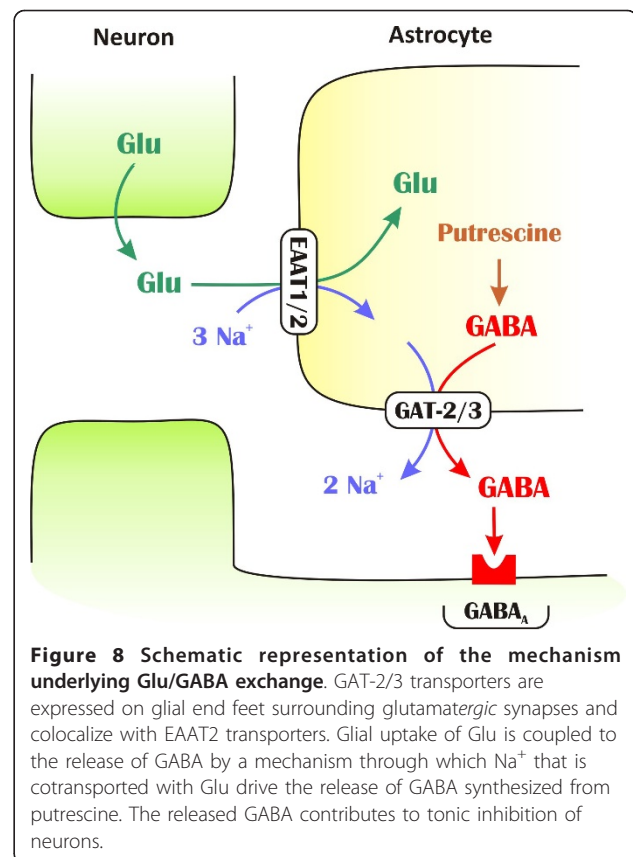 Neuron
Astrocyte
Glu
Glu
Glu
EAAT1/2
3 Na⁺
Putrescine
GABA
GAT-2/3
2 Na⁺
GABA
GABA_A
Figure 8 Schematic representation of the mechanism
underlying Glu/GABA exchange. GAT-2/3 transporters are
expressed on glial end feet surrounding glutamatergic synapses and
colocalize with EAAT2 transporters. Glial uptake of Glu is coupled to
the release of GABA by a mechanism through which Na⁺ that is
cotransported with Glu drive the release of GABA synthesized from
putrescine. The released GABA contributes to tonic inhibition of
neurons.